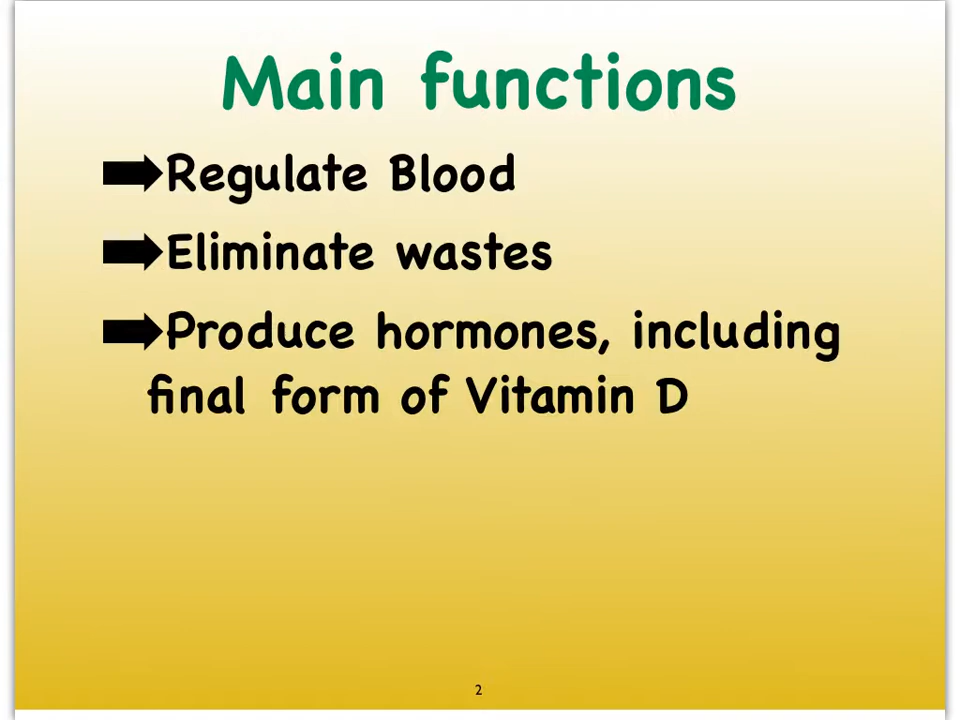 Main functions
Regulate Blood
Eliminate wastes
Produce hormones, including
final form of Vitamin D
2